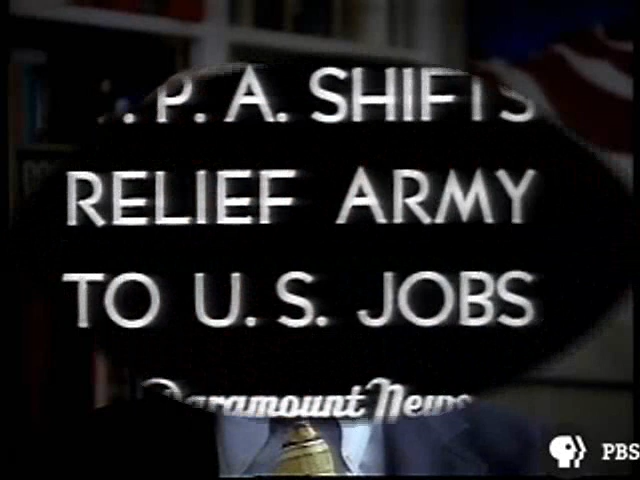 . P. A. SHIFTS
RELIEF ARMY
TO U. S. JOBS
Paramount News
PBS